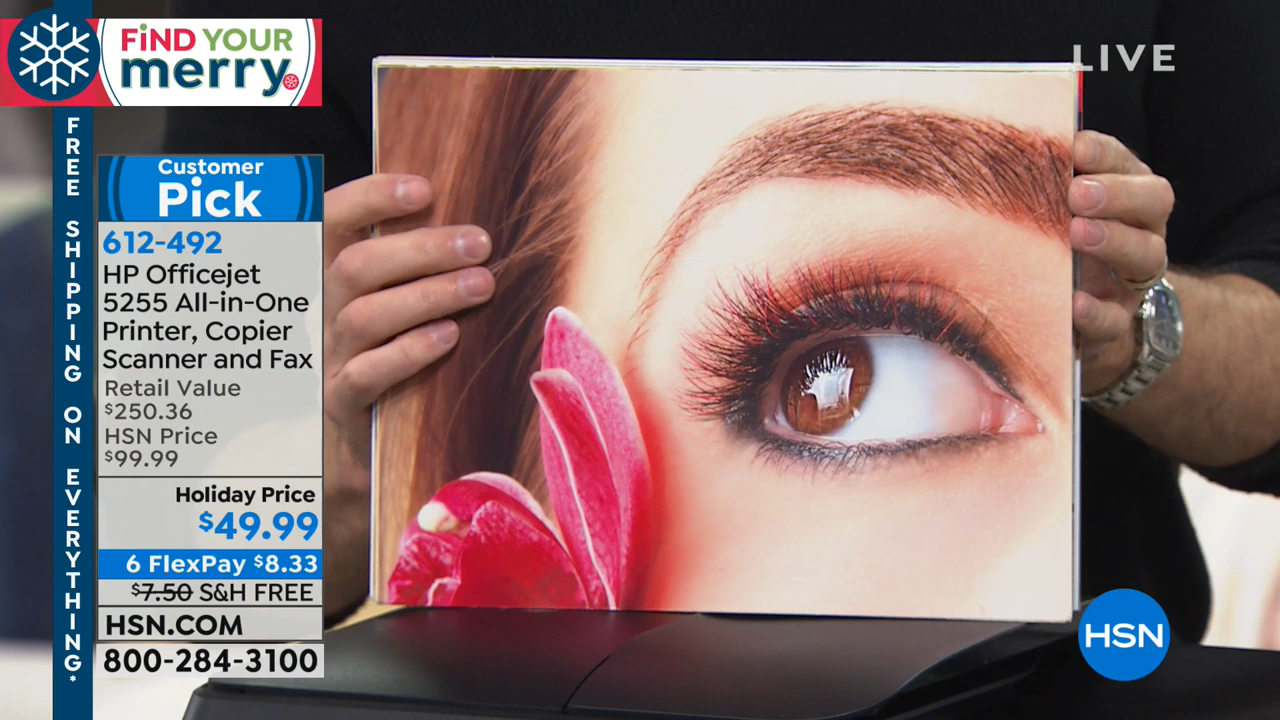 FiND YOUR
merry
LIVE
FREE SHIPPING ON EVERYTHING*
Customer
Pick
612-492
HP Officejet
5255 All-in-One
Printer, Copier
Scanner and Fax
Retail Value
$250.36
HSN Price
$99.99
Holiday Price
$49.99
6 FlexPay $8.33
$7.50 S&H FREE
HSN.COM
800-284-3100
HSN